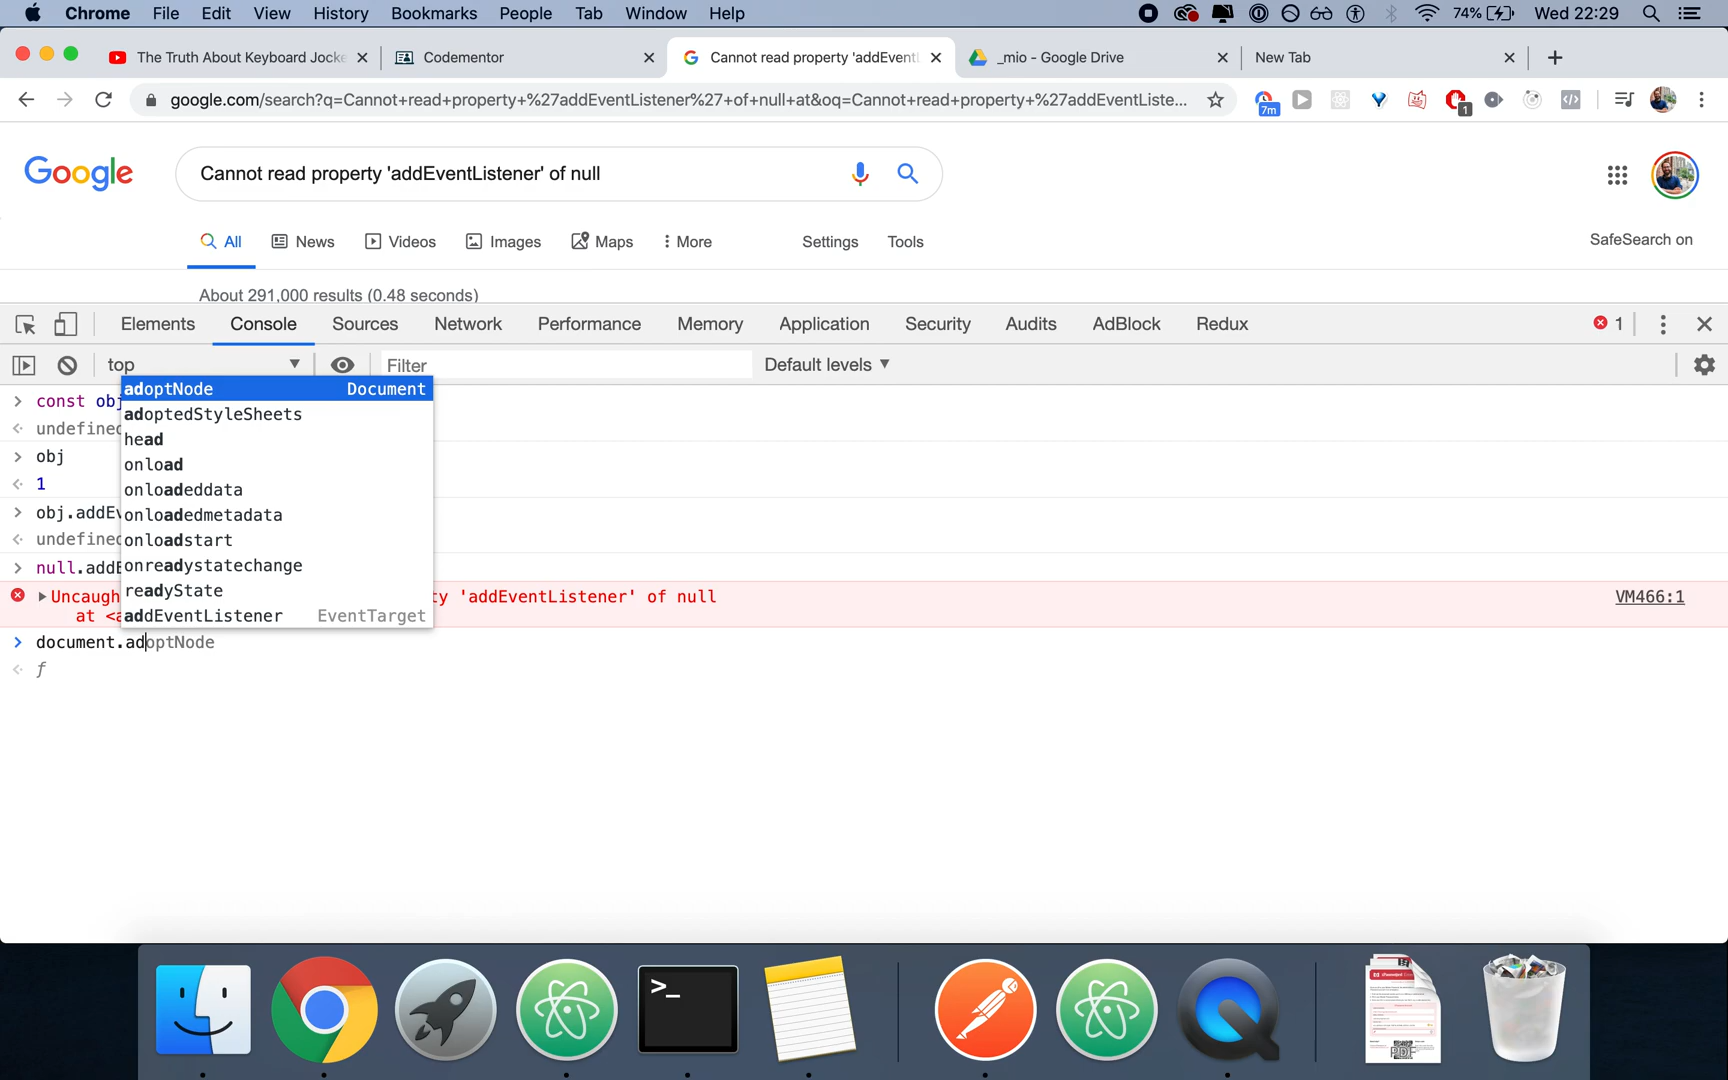 Chrome File Edit View History Bookmarks People Tab Window Help 74% Wed 22:29
The Truth About Keyboard Jocke Codementor Cannot read property 'addEventL _mio - Google Drive New Tab
google.com/search?q=Cannot+read+property+%27addEventListener%27+of+null+at&oq=Cannot+read+property+%27addEventListe... 7m 1
Google Cannot read property 'addEventListener' of null
All News Videos Images Maps More Settings Tools SafeSearch on
About 291,000 results (0.48 seconds)
Elements Console Sources Network Performance Memory Application Security Audits AdBlock Redux 1
top Filter Default levels
adoptNode Document
const obj
adoptedStyleSheets
undefined
head
obj
onload
1
onloadeddata
obj.addEv
onloadedmetadata
undefined
onloadstart
null.addE
onreadystatechange
readyState
Uncaugh ty 'addEventListener' of null VM466:1
at <a
addEventListener EventTarget
document.adoptNode
f
>_
PDF